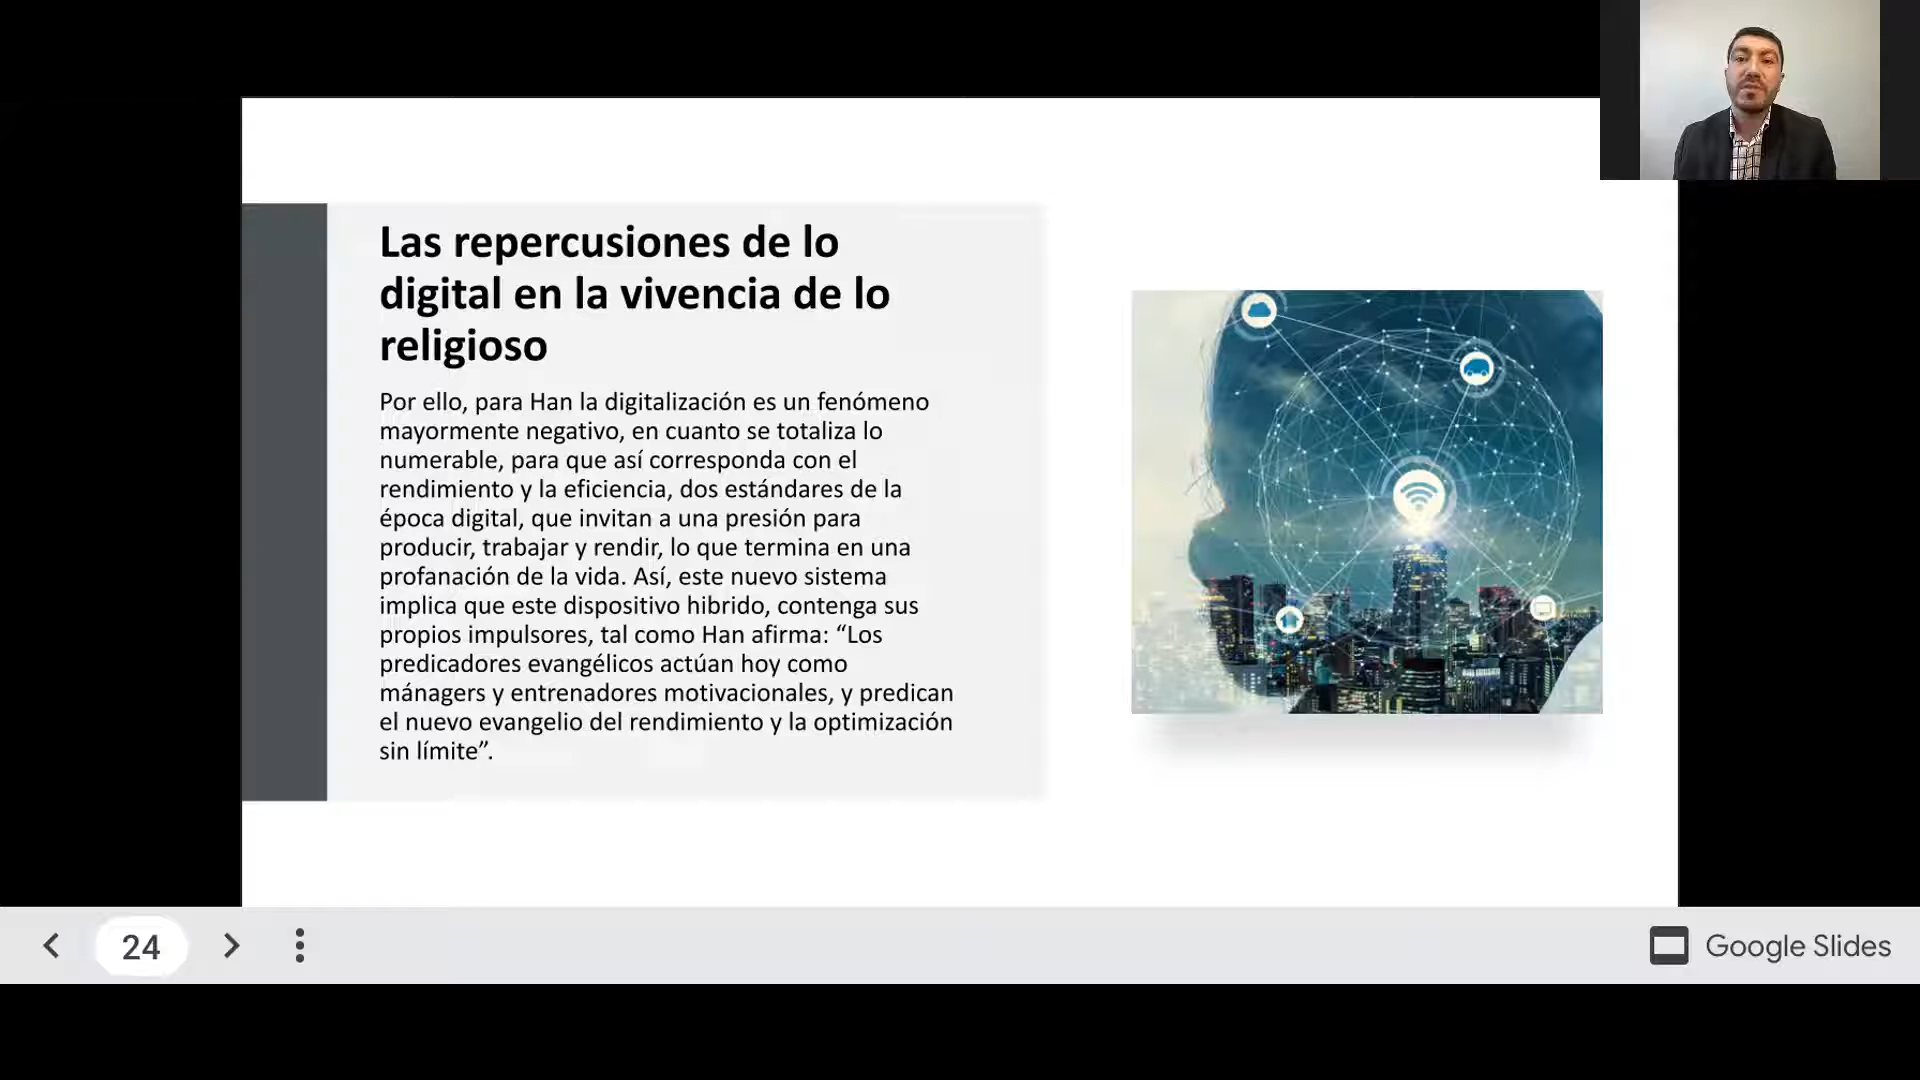 Las repercusiones de lo
digital en la vivencia de lo
religioso
Por ello, para Han la digitalización es un fenómeno
mayormente negativo, en cuanto se totaliza lo
numerable, para que así corresponda con el
rendimiento y la eficiencia, dos estándares de la
época digital, que invitan a una presión para
producir, trabajar y rendir, lo que termina en una
profanación de la vida. Así, este nuevo sistema
implica que este dispositivo hibrido, contenga sus
propios impulsores, tal como Han afirma: “Los
predicadores evangélicos actúan hoy como
mánagers y entrenadores motivacionales, y predican
el nuevo evangelio del rendimiento y la optimización
sin límite”.
24
Google Slides